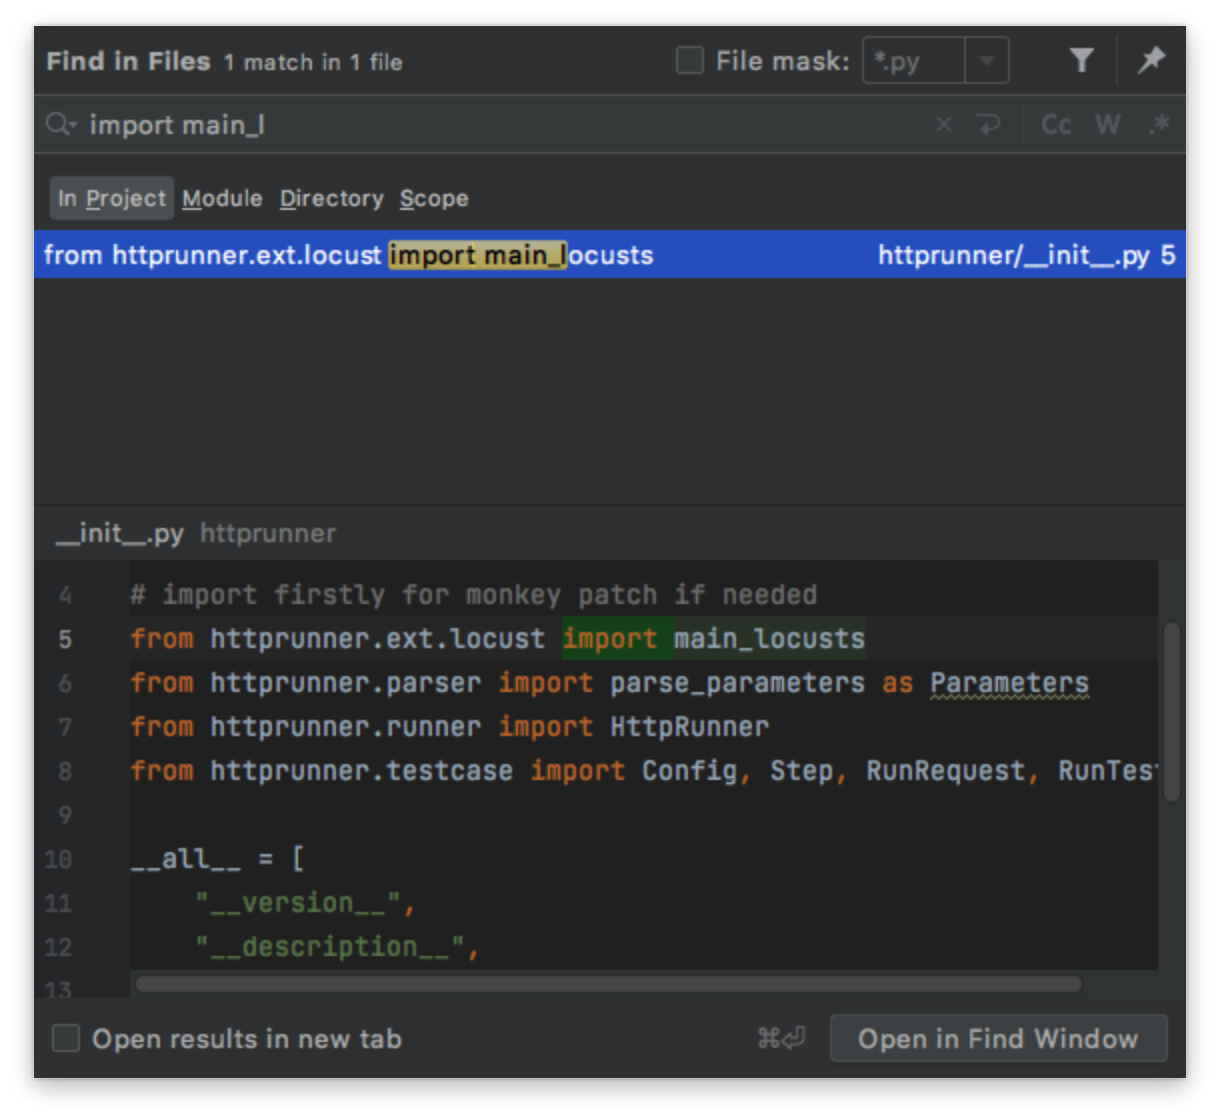 Find in Files 1 match in 1 file File mask: *.py
import main_l Cc W .*
In Project Module Directory Scope
from httprunner.ext.locust import main_locusts httprunner/__init__.py 5
__init__.py httprunner
4 # import firstly for monkey patch if needed
5 from httprunner.ext.locust import main_locusts
6 from httprunner.parser import parse_parameters as Parameters
7 from httprunner.runner import HttpRunner
8 from httprunner.testcase import Config, Step, RunRequest, RunTes
9
10 __all__ = [
11 "__version__",
12 "__description__",
13
Open results in new tab ⌘⏎ Open in Find Window